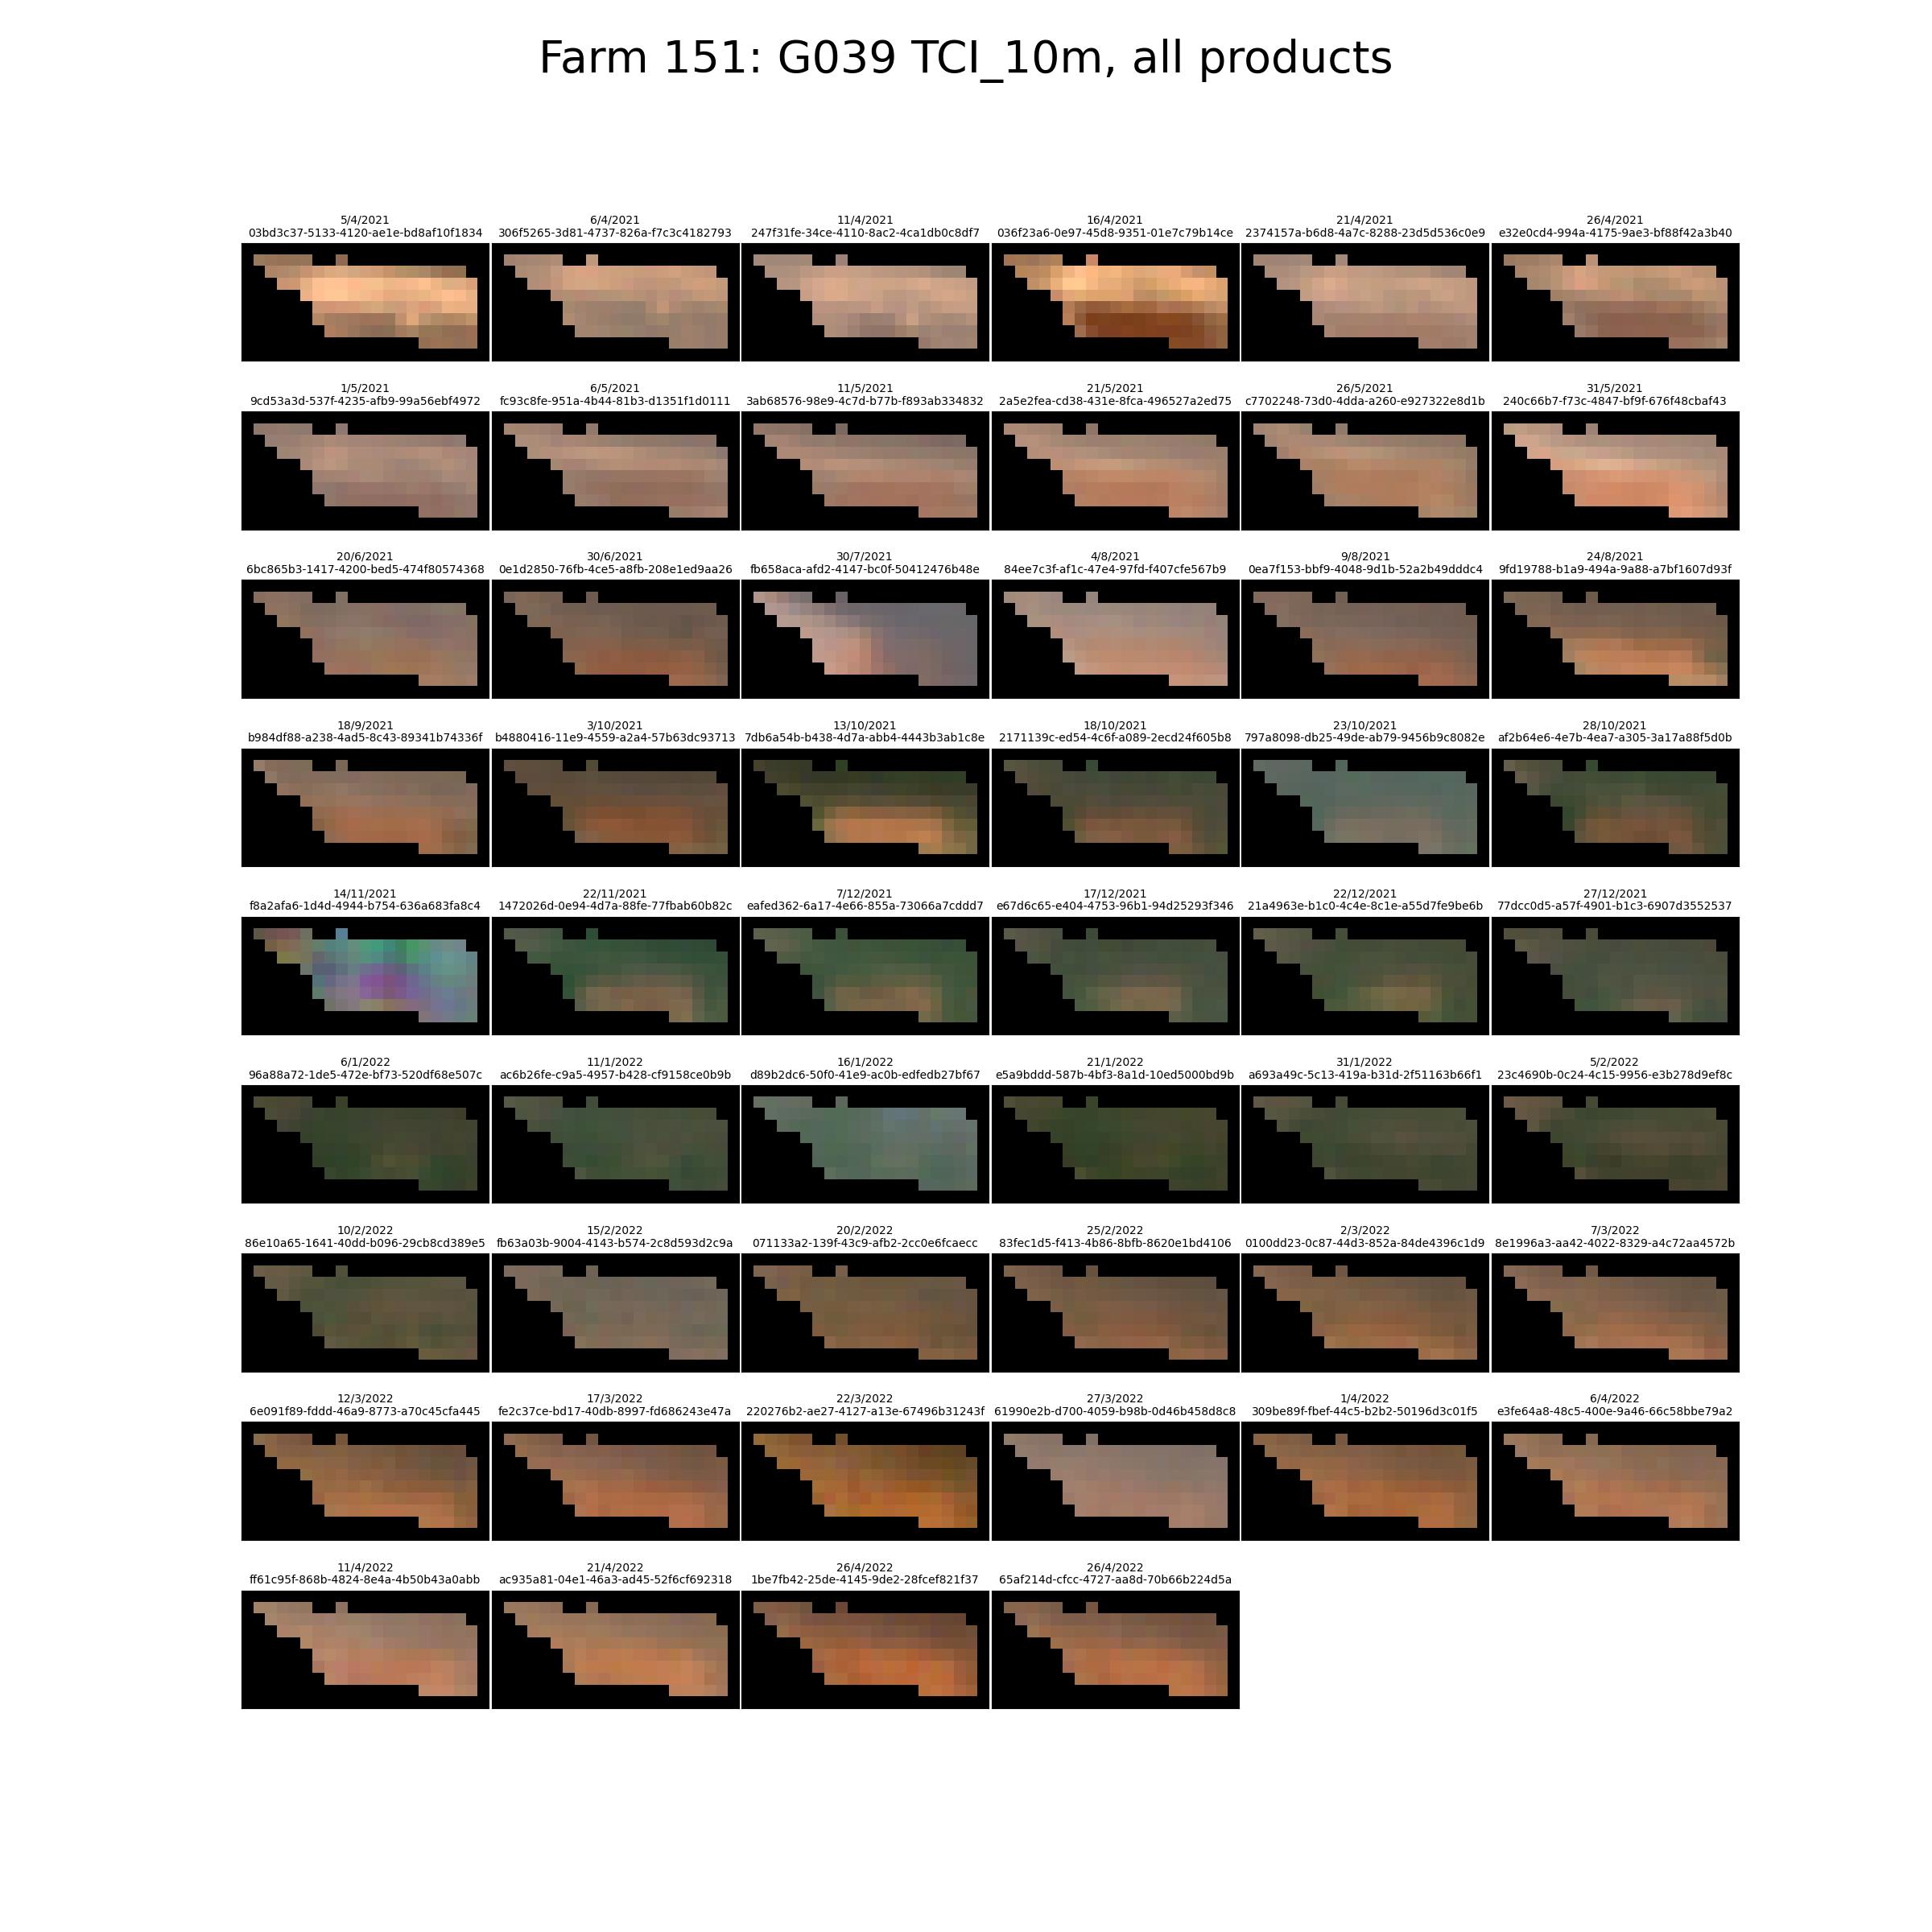 Farm 151: G039 TCI_10m, all products
5/4/2021 6/4/2021 11/4/2021 16/4/2021 21/4/2021 26/4/2021
03bd3c37-5133-4120-ae1e-bd8af10f1834 306f5265-3d81-4737-826a-f7c3c4182793 247f31fe-34ce-4110-8ac2-4ca1db0c8df7 036f23a6-0e97-45d8-9351-01e7c79b14ce 2374157a-b6d8-4a7c-8288-23d5d536c0e9 e32e0cd4-994a-4175-9ae3-bf88f42a3b40
1/5/2021 6/5/2021 11/5/2021 21/5/2021 26/5/2021 31/5/2021
9cd53a3d-537f-4235-afb9-99a56ebf4972 fc93c8fe-951a-4b44-81b3-d1351f1d0111 3ab68576-98e9-4c7d-b77b-f893ab334832 2a5e2fea-cd38-431e-8fca-496527a2ed75 c7702248-73d0-4dda-a260-e927322e8d1b 240c66b7-f73c-4847-bf9f-676f48cbaf43
20/6/2021 30/6/2021 30/7/2021 4/8/2021 9/8/2021 24/8/2021
6bc865b3-1417-4200-bed5-474f80574368 0e1d2850-76fb-4ce5-a8fb-208e1ed9aa26 fb658aca-afd2-4147-bc0f-50412476b48e 84ee7c3f-af1c-47e4-97fd-f407cfe567b9 0ea7f153-bbf9-4048-9d1b-52a2b49dddc4 9fd19788-b1a9-494a-9a88-a7bf1607d93f
18/9/2021 3/10/2021 13/10/2021 18/10/2021 23/10/2021 28/10/2021
b984df88-a238-4ad5-8c43-89341b74336f b4880416-11e9-4559-a2a4-57b63dc93713 7db6a54b-b438-4d7a-abb4-4443b3ab1c8e 2171139c-ed54-4c6f-a089-2ecd24f605b8 797a8098-db25-49de-ab79-9456b9c8082e af2b64e6-4e7b-4ea7-a305-3a17a88f5d0b
14/11/2021 22/11/2021 7/12/2021 17/12/2021 22/12/2021 27/12/2021
f8a2afa6-1d4d-4944-b754-636a683fa8c4 1472026d-0e94-4d7a-88fe-77fbab60b82c eafed362-6a17-4e66-855a-73066a7cddd7 e67d6c65-e404-4753-96b1-94d25293f346 21a4963e-b1c0-4c4e-8c1e-a55d7fe9be6b 77dcc0d5-a57f-4901-b1c3-6907d3552537
6/1/2022 11/1/2022 16/1/2022 21/1/2022 31/1/2022 5/2/2022
96a88a72-1de5-472e-bf73-520df68e507c ac6b26fe-c9a5-4957-b428-cf9158ce0b9b d89b2dc6-50f0-41e9-ac0b-edfedb27bf67 e5a9bddd-587b-4bf3-8a1d-10ed5000bd9b a693a49c-5c13-419a-b31d-2f51163b66f1 23c4690b-0c24-4c15-9956-e3b278d9ef8c
10/2/2022 15/2/2022 20/2/2022 25/2/2022 2/3/2022 7/3/2022
86e10a65-1641-40dd-b096-29cb8cd389e5 fb63a03b-9004-4143-b574-2c8d593d2c9a 071133a2-139f-43c9-afb2-2cc0e6fcaecc 83fec1d5-f413-4b86-8bfb-8620e1bd4106 0100dd23-0c87-44d3-852a-84de4396c1d9 8e1996a3-aa42-4022-8329-a4c72aa4572b
12/3/2022 17/3/2022 22/3/2022 27/3/2022 1/4/2022 6/4/2022
6e091f89-fddd-46a9-8773-a70c45cfa445 fe2c37ce-bd17-40db-8997-fd686243e47a 220276b2-ae27-4127-a13e-67496b31243f 61990e2b-d700-4059-b98b-0d46b458d8c8 309be89f-fbef-44c5-b2b2-50196d3c01f5 e3fe64a8-48c5-400e-9a46-66c58bbe79a2
11/4/2022 21/4/2022 26/4/2022 26/4/2022
ff61c95f-868b-4824-8e4a-4b50b43a0abb ac935a81-04e1-46a3-ad45-52f6cf692318 1be7fb42-25de-4145-9de2-28fcef821f37 65af214d-cfcc-4727-aa8d-70b66b224d5a